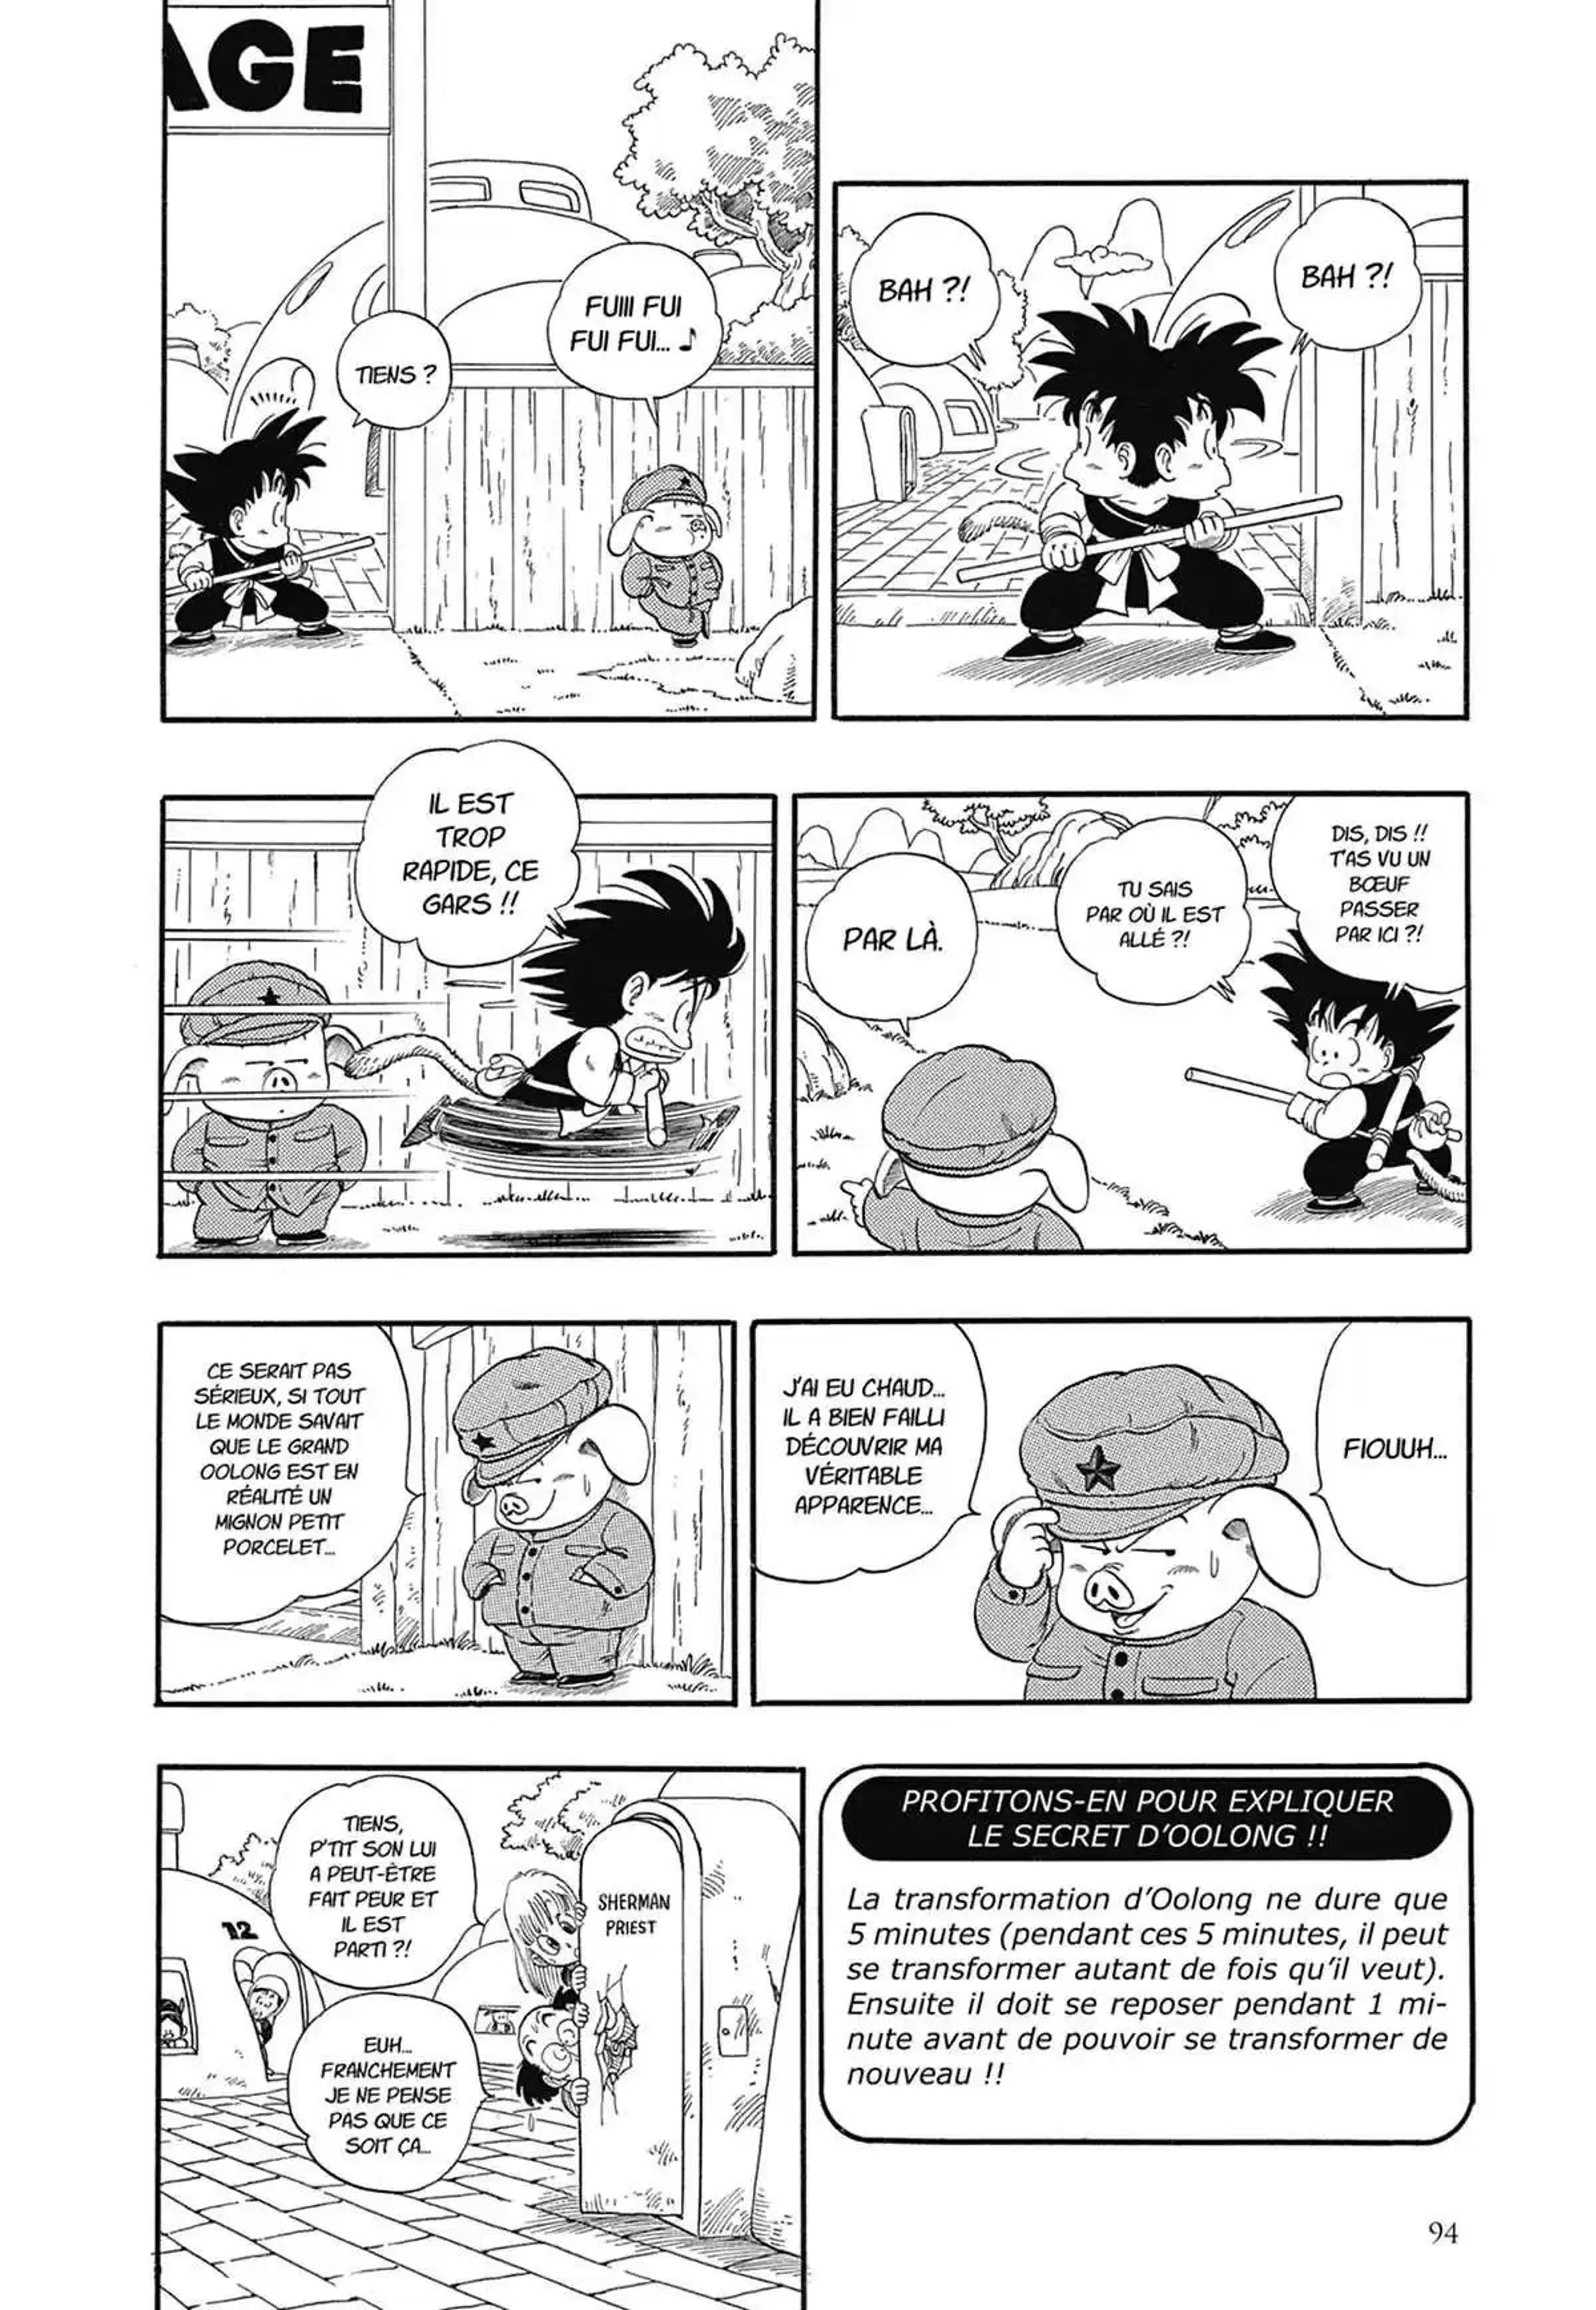 BAH ?!
BAH ?!
AGE
FUIII FUI
FUI FUI... ♪
TIENS ?
DIS, DIS !!
T'AS VU UN
BŒUF
PASSER
PAR ICI ?!
TU SAIS
PAR OÙ IL EST
ALLÉ ?!
PAR LÀ.
IL EST
TROP
RAPIDE, CE
GARS !!
FIOUUH...
J'AI EU CHAUD...
IL A BIEN FAILLI
DÉCOUVRIR MA
VÉRITABLE
APPARENCE...
CE SERAIT PAS
SÉRIEUX, SI TOUT
LE MONDE SAVAIT
QUE LE GRAND
OOLONG EST EN
RÉALITÉ UN
MIGNON PETIT
PORCELET...
PROFITONS-EN POUR EXPLIQUER
LE SECRET D'OOLONG !!
La transformation d'Oolong ne dure que
5 minutes (pendant ces 5 minutes, il peut
se transformer autant de fois qu'il veut).
Ensuite il doit se reposer pendant 1 mi-
nute avant de pouvoir se transformer de
nouveau !!
TIENS,
P'TIT SON LUI
A PEUT-ÊTRE
FAIT PEUR ET
IL EST
PARTI ?!
SHERMAN
PRIEST
12
EUH...
FRANCHEMENT
JE NE PENSE
PAS QUE CE
SOIT ÇA...
94